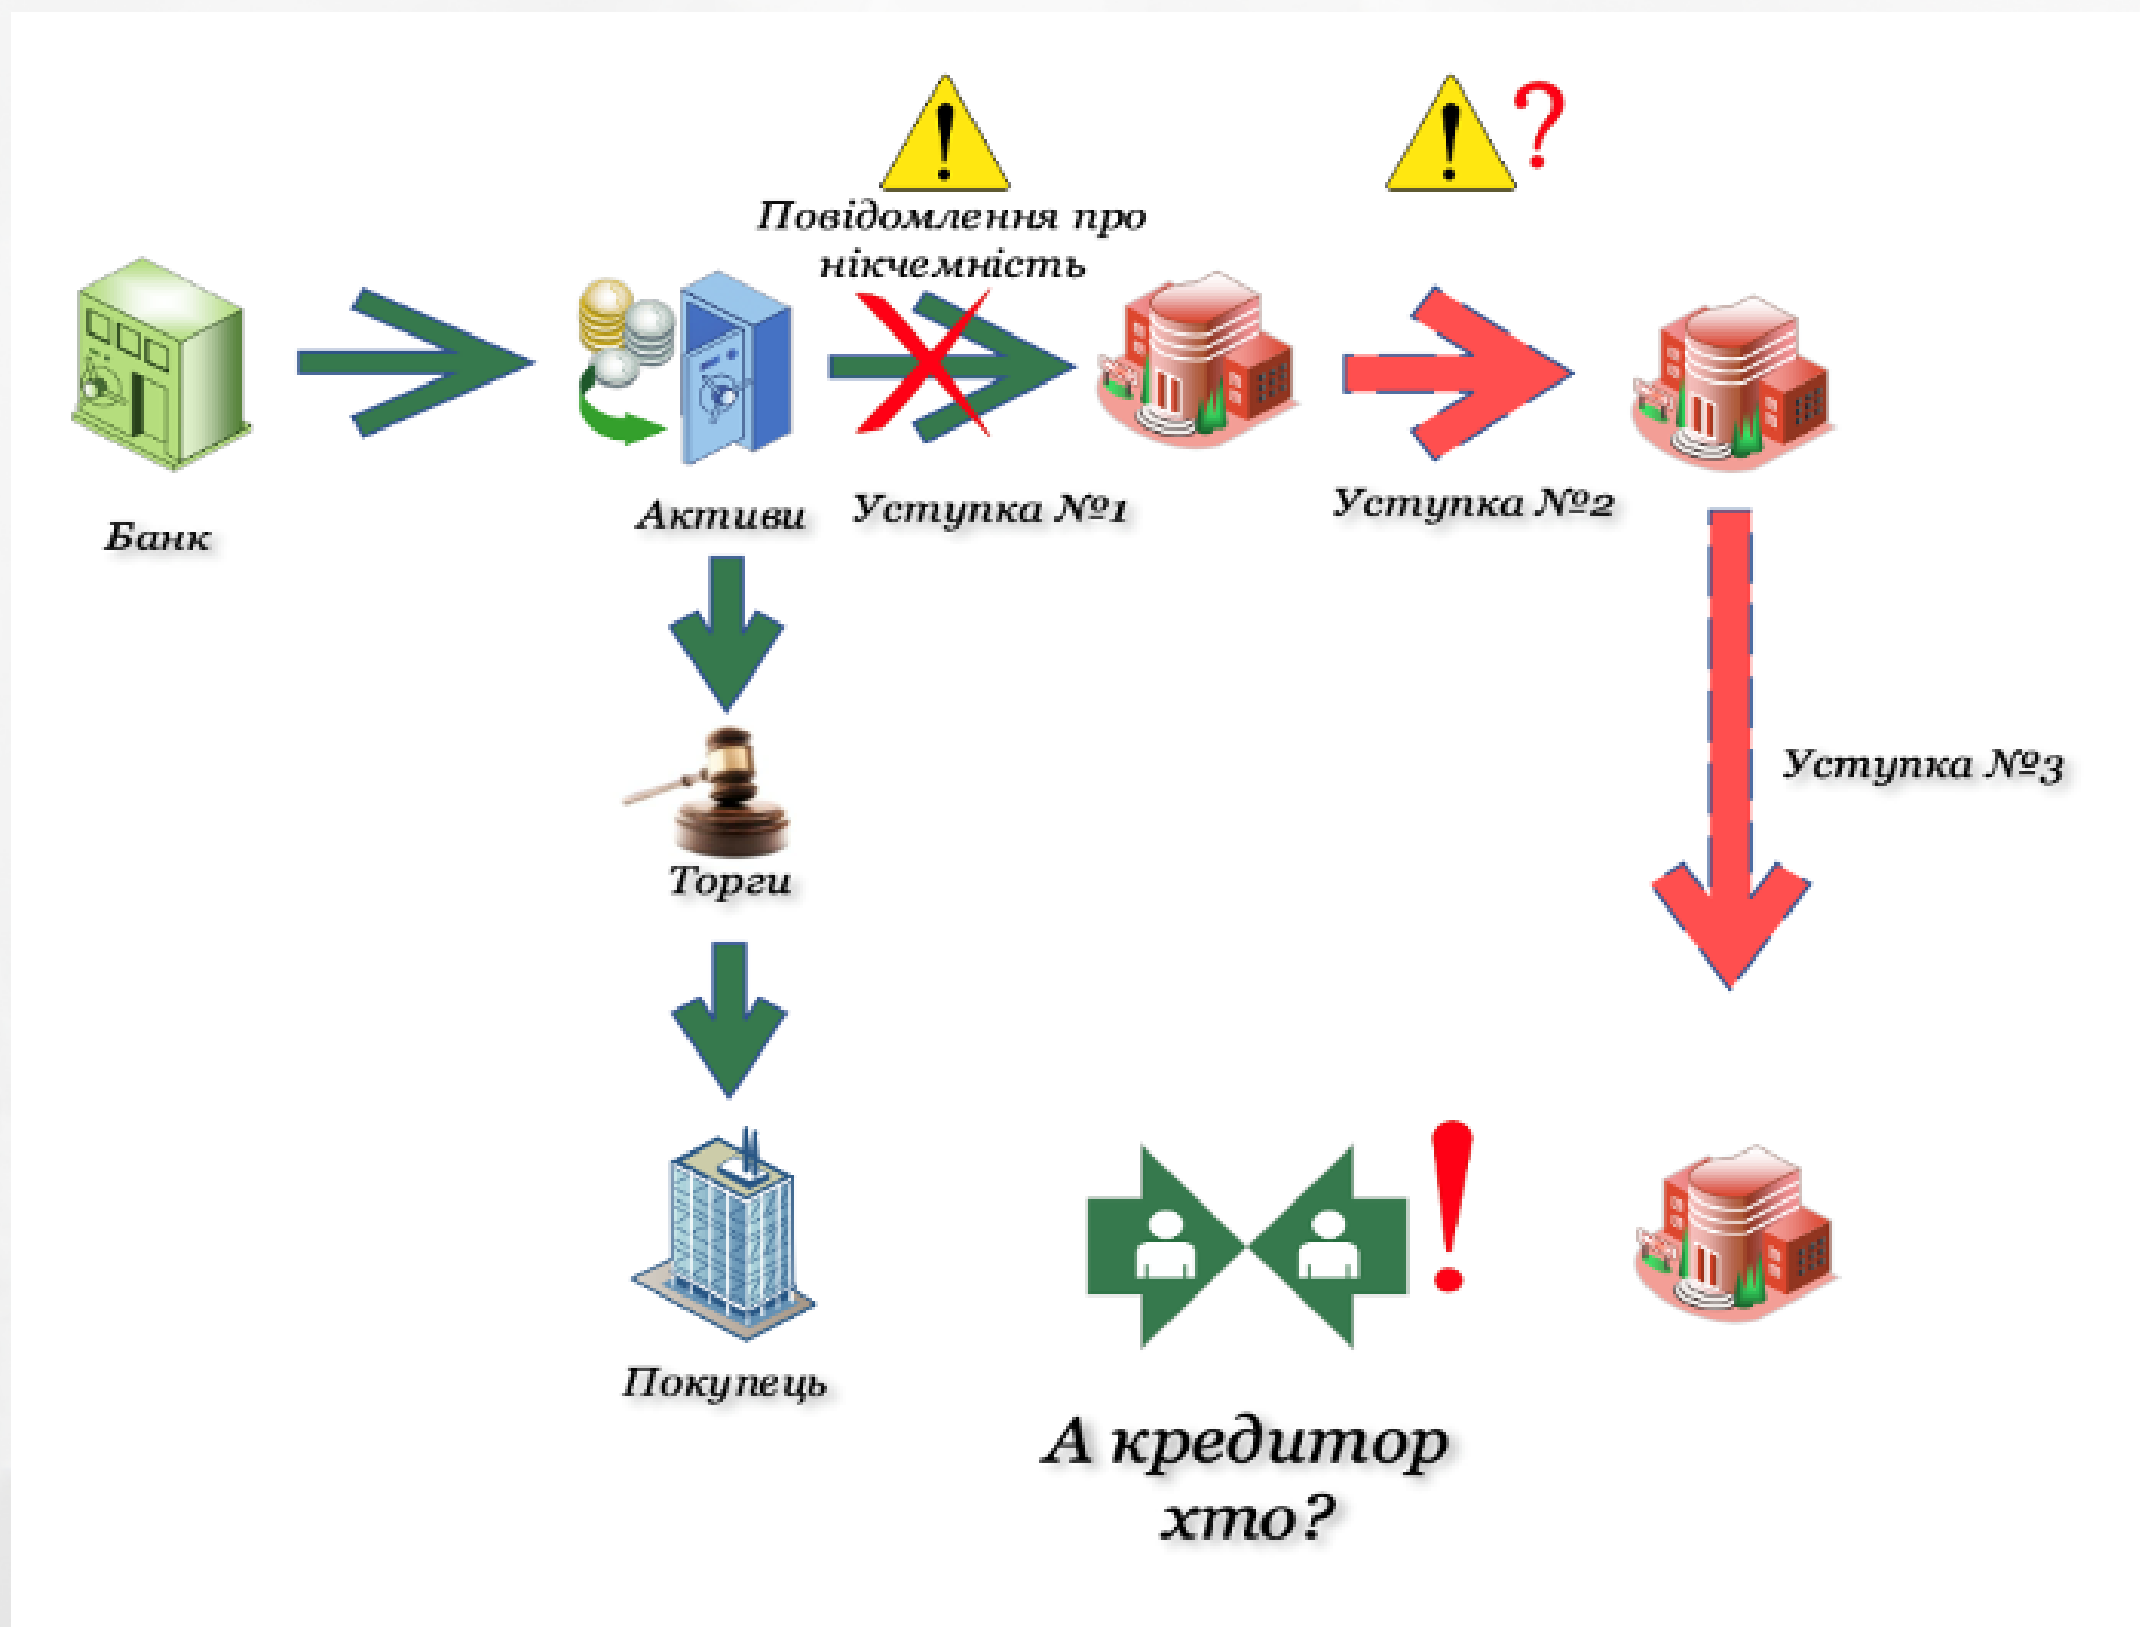 Повідомлення про
нікчемність
Банк
Активи
Уступка №1
Уступка №2
Уступка №3
Торги
Покупець
А кредитор
хто?